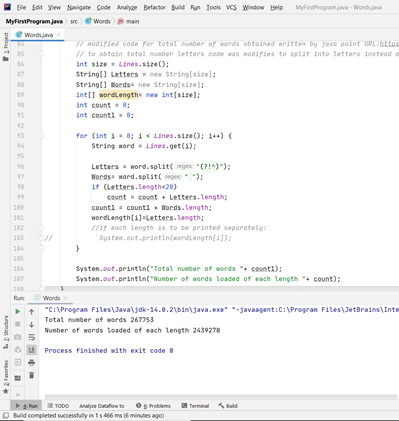 File Edit View Navigate Code Analyze Refactor Build Run Tools VCS Window Help
MyFirstProgram.java - Words.java
MyFirstProgram.java src Words main
Words.java
1: Project
84 // modified code for total number of words obtained written by java point URL:https
85 // to obtain total number letters code was modifies to split into letters instead o
86 int size = Lines.size();
87 String[] Letters = new String[size];
88 String[] Words= new String[size];
89 int[] wordLength= new int[size];
90 int count = 0;
91 int count1 = 0;
92
93 for (int i = 0; i < Lines.size(); i++) {
94 String word = Lines.get(i);
95
96 Letters = word.split( regex: "(?!^)");
97 Words= word.split( regex: " ");
98 if (Letters.length<28)
99 count = count + Letters.length;
100 count1 = count1 + Words.length;
101 wordLength[i]=Letters.length;
102 //if each length is to be printed separately:
103 // System.out.println(wordLength[i]);
104 }
105
106 System.out.println("Total number of words "+ count1);
107 System.out.println("Number of words loaded of each length "+ count);
108 }
Run: Words
"C:\Program Files\Java\jdk-14.0.2\bin\java.exe" "-javaagent:C:\Program Files\JetBrains\Inte
Total number of words 267753
Number of words loaded of each length 2439270
Process finished with exit code 0
Z: Structure
2: Favorites
4: Run TODO Analyze Dataflow to 6: Problems Terminal Build
Build completed successfully in 1 s 466 ms (6 minutes ago)